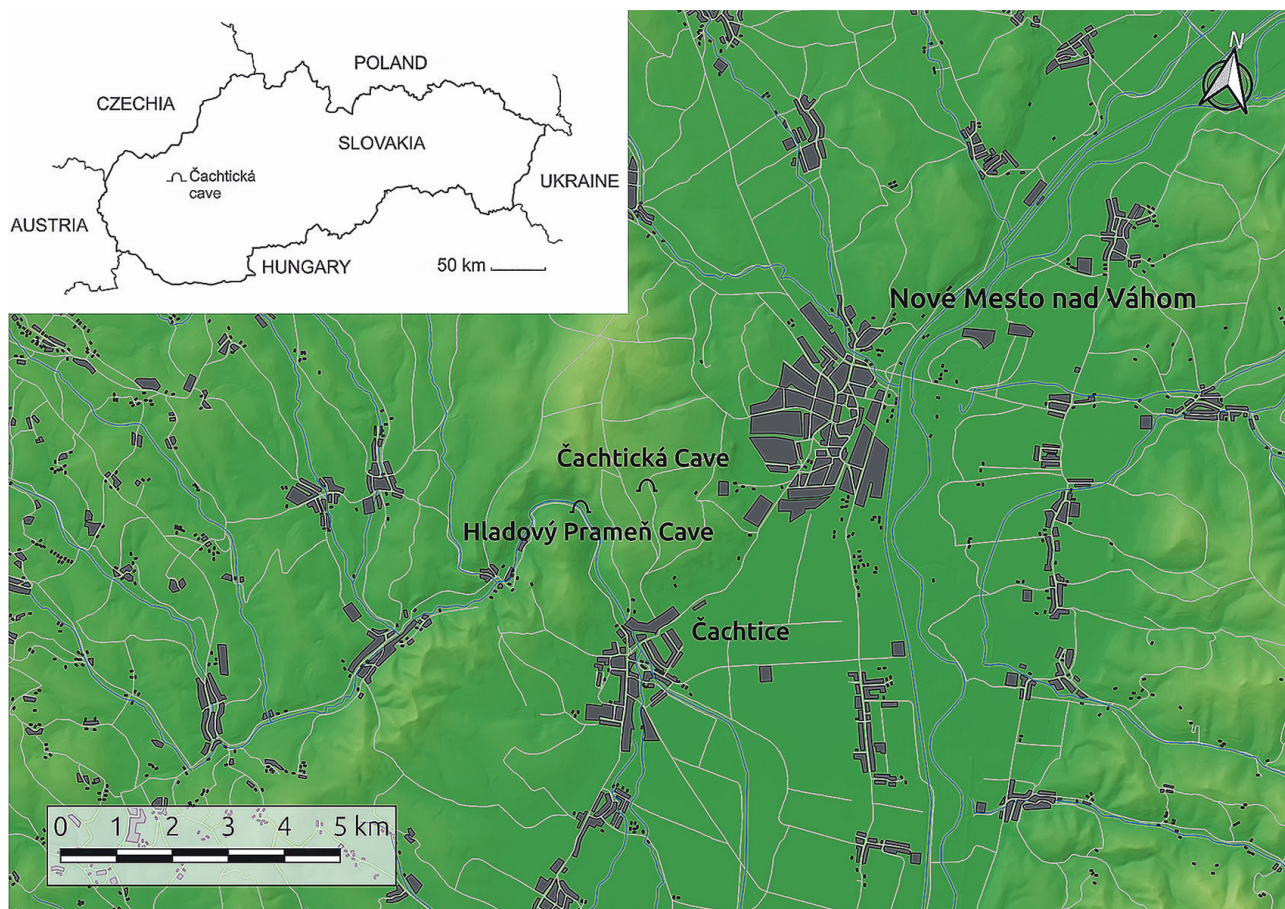 POLAND
CZECHIA
SLOVAKIA
Čachtická
cave
UKRAINE
AUSTRIA
HUNGARY
50 km
N
Nové Mesto nad Váhom
Čachtická Cave
Hladový Prameň Cave
Čachtice
0 1 2 3 4 5 km